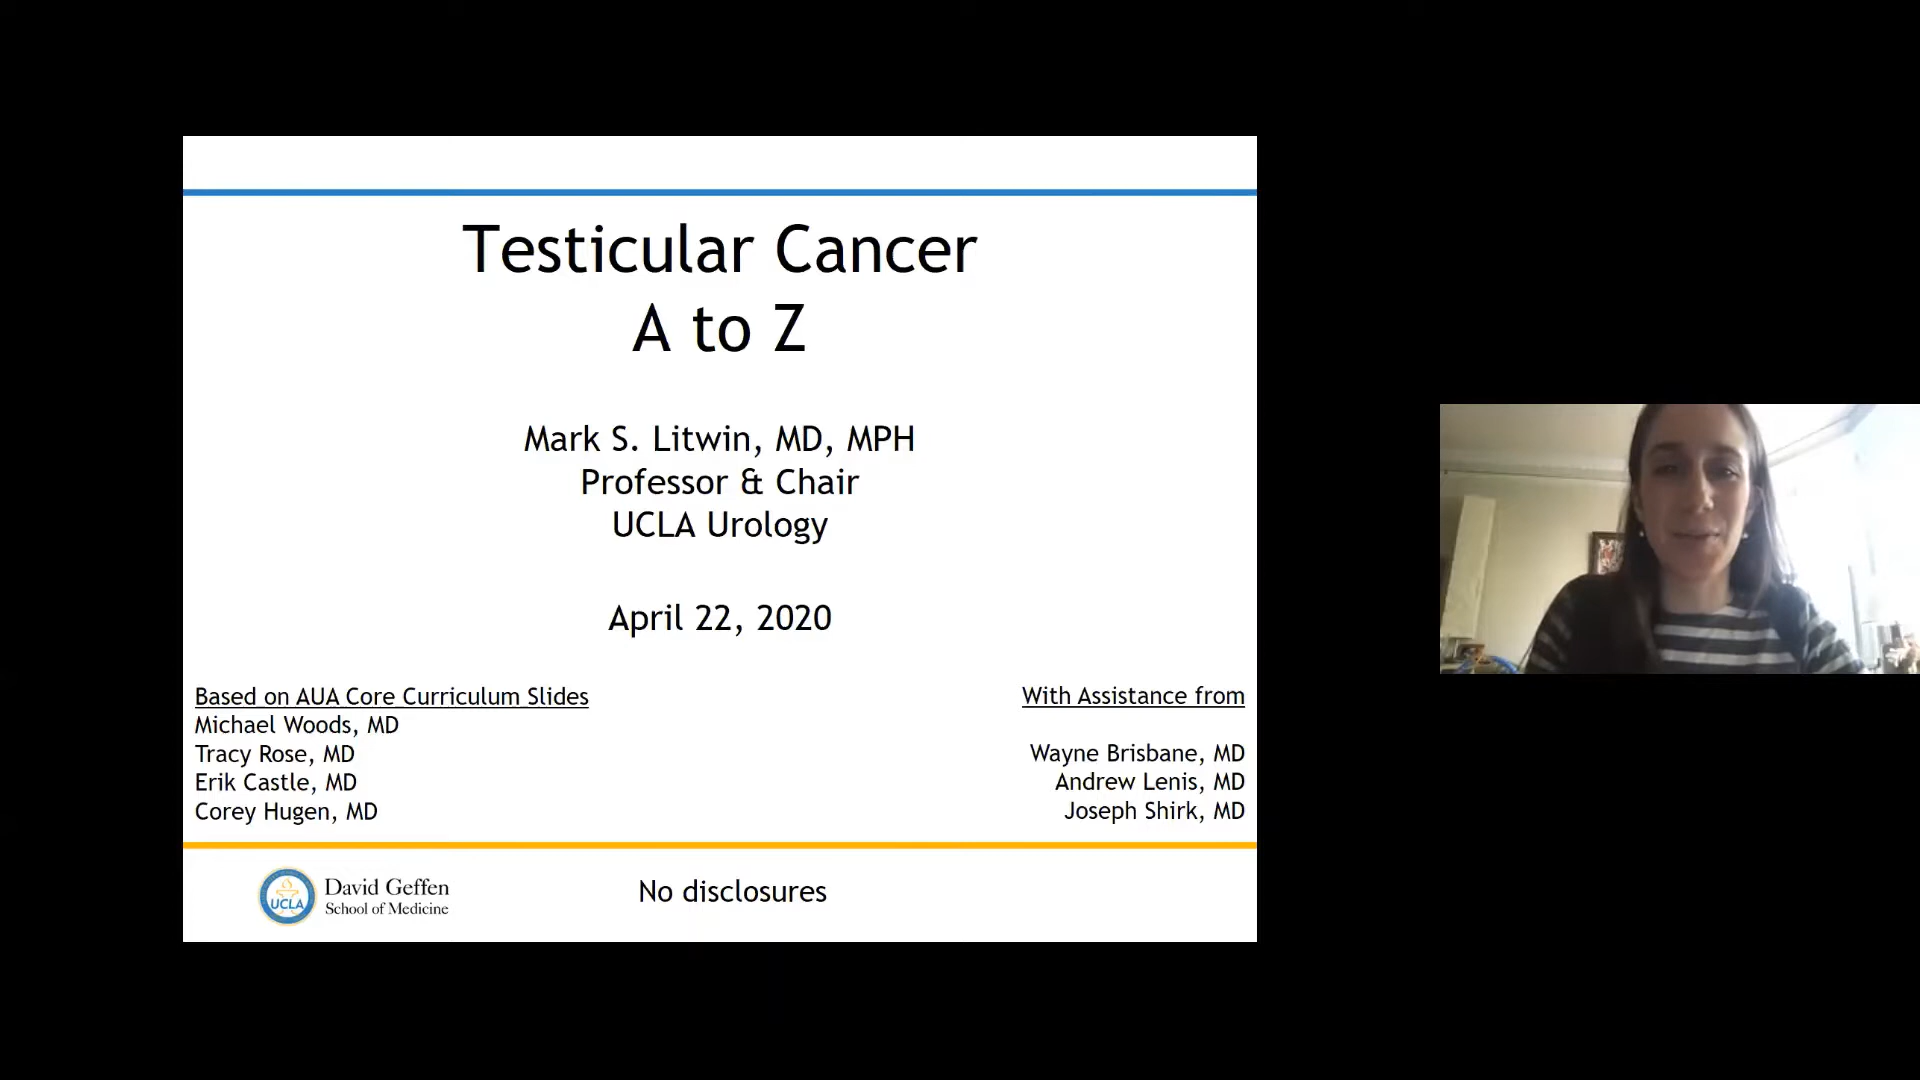 Testicular Cancer
A to Z
Mark S. Litwin, MD, MPH
Professor & Chair
UCLA Urology
April 22, 2020
Based on AUA Core Curriculum Slides
Michael Woods, MD
Tracy Rose, MD
Erik Castle, MD
Corey Hugen, MD
With Assistance from
Wayne Brisbane, MD
Andrew Lenis, MD
Joseph Shirk, MD
UCLA
David Geffen
School of Medicine
No disclosures